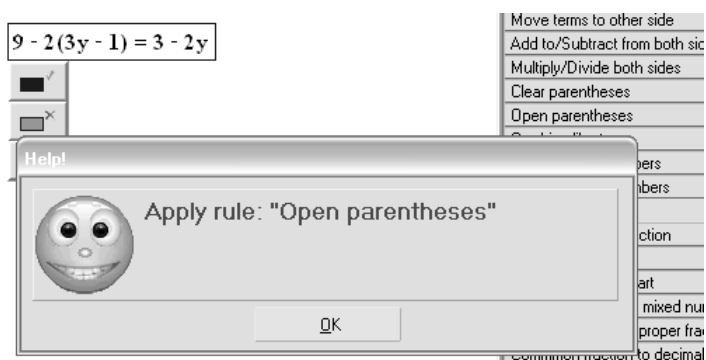 Move terms to other side
9 - 2(3y - 1) = 3 - 2y
Add to/Subtract from both sid
Multiply/Divide both sides
Clear parentheses
Open parentheses
Help!
Apply rule: "Open parentheses"
OK
bers
nbers
ction
art
mixed nu
proper fra
to decimal